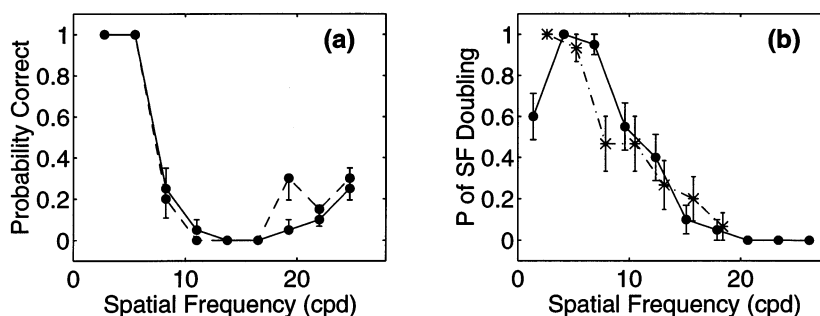 (a)
Probability Correct
1
0.8
0.6
0.4
0.2
0
0 10 20
Spatial Frequency (cpd)
(b)
P of SF Doubling
1
0.8
0.6
0.4
0.2
0
0 10 20
Spatial Frequency (cpd)